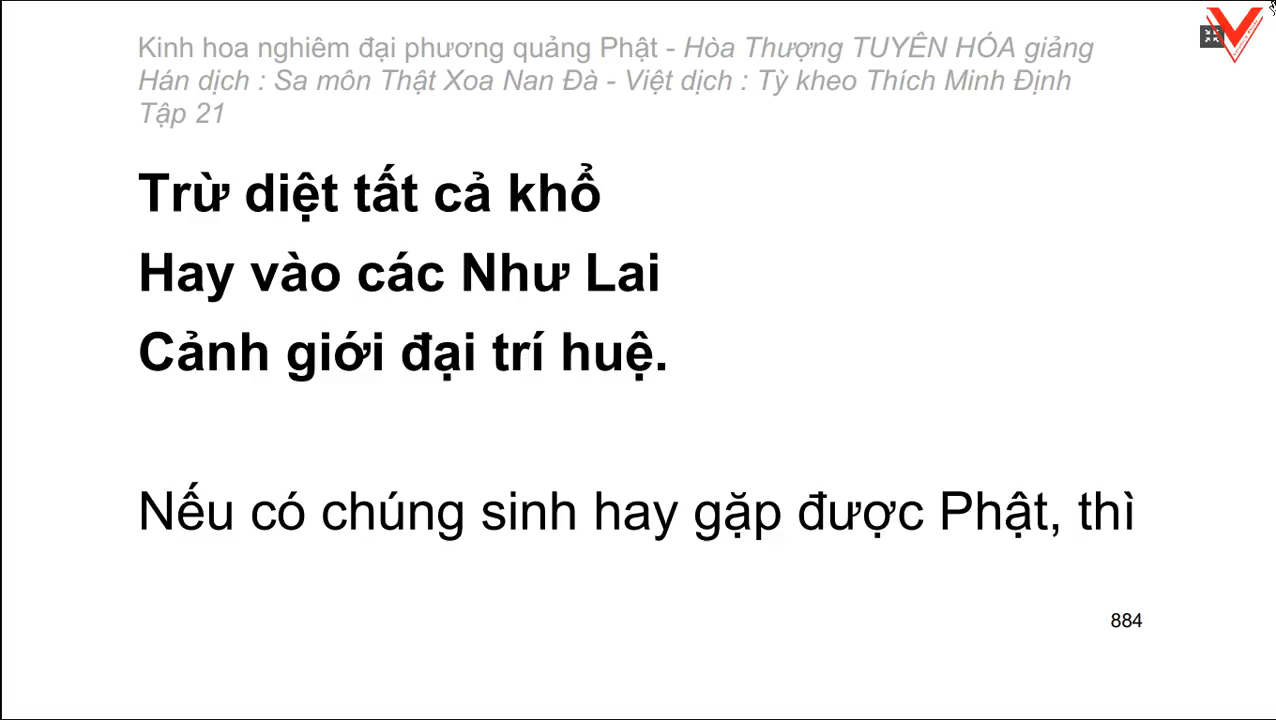 Kinh hoa nghiêm đại phương quảng Phật - Hòa Thượng TUYÊN HÓA giảng
Hán dịch : Sa môn Thật Xoa Nan Đà - Việt dịch : Tỳ kheo Thích Minh Định
Tập 21
Trừ diệt tất cả khổ
Hay vào các Như Lai
Cảnh giới đại trí huệ.
Nếu có chúng sinh hay gặp được Phật, thì
884